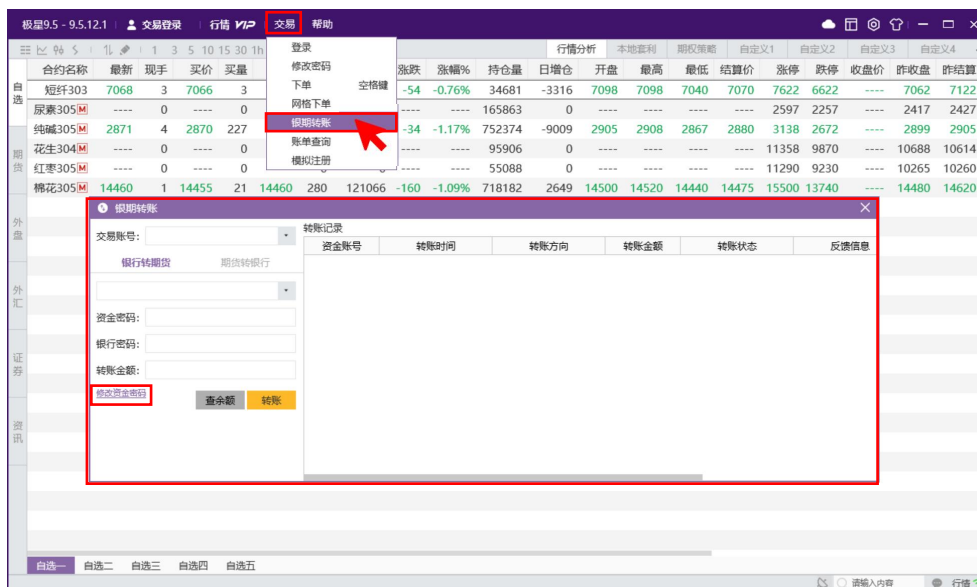 极星9.5 - 9.5.12.1 交易登录 行情 VIP 交易 帮助
1 3 5 10 15 30 1h 行情分析 本地套利 期权策略 自定义1 自定义2 自定义3 自定义4
登录
修改密码
下单 空格键
网格下单
银期转账
账单查询
模拟注册
合约名称 最新 现手 买价 买量 涨跌 涨幅% 持仓量 日增仓 开盘 最高 最低 结算价 涨停 跌停 收盘价 昨收盘 昨结算
短纤303 7068 3 7066 3 -54 -0.76% 34681 -3316 7098 7098 7040 7070 7622 6622 ---- 7062 7122
尿素305 M ---- 0 ---- 0 ---- ---- 165863 0 ---- ---- ---- ---- 2597 2257 ---- 2417 2427
纯碱305 M 2871 4 2870 227 -34 -1.17% 752374 -9009 2905 2908 2867 2880 3138 2672 ---- 2899 2905
花生304 M ---- 0 ---- 0 ---- ---- 95906 0 ---- ---- ---- ---- 11358 9870 ---- 10688 10614
红枣305 M ---- 0 ---- 0 ---- 0 0 ---- ---- 55088 0 ---- ---- ---- ---- 11290 9230 ---- 10265 10260
棉花305 M 14460 1 14455 21 14460 280 121066 -160 -1.09% 718182 2649 14500 14520 14440 14475 15500 13740 ---- 14480 14620
自选
期货
外盘
外汇
证券
资讯
银期转账
交易账号:
银行转期货 期货转银行
资金密码:
银行密码:
转账金额:
修改资金密码 查余额 转账
转账记录
资金账号 转账时间 转账方向 转账金额 转账状态 反馈信息
自选一 自选二 自选三 自选四 自选五
请输入内容 行情